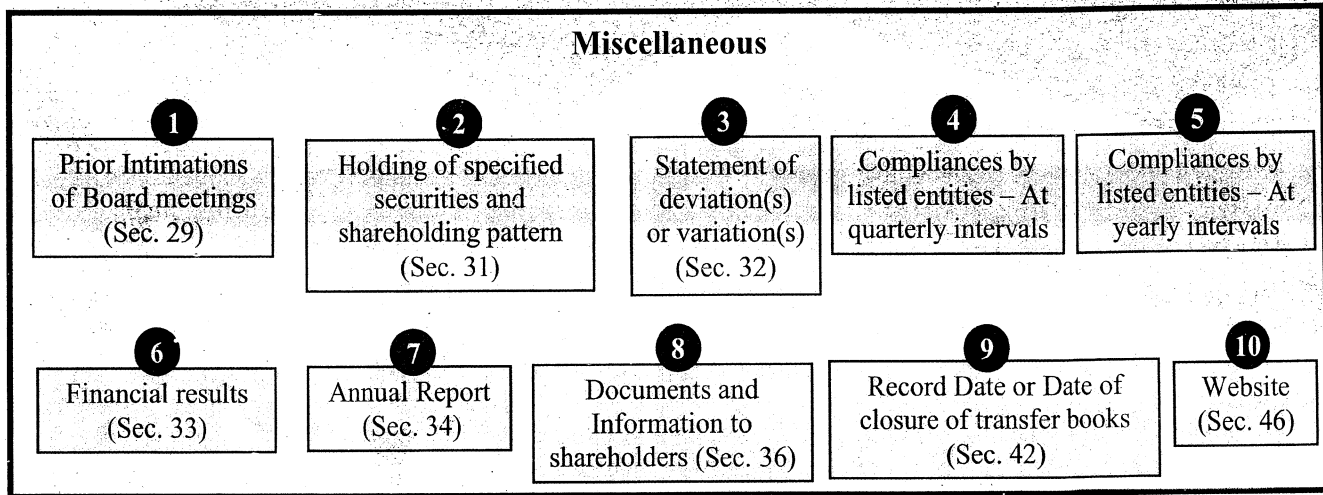 Miscellaneous
1
Prior Intimations
of Board meetings
(Sec. 29)
2
Holding of specified
securities and
shareholding pattern
(Sec. 31)
3
Statement of
deviation(s)
or variation(s)
(Sec. 32)
4
Compliances by
listed entities – At
quarterly intervals
5
Compliances by
listed entities – At
yearly intervals
6
Financial results
(Sec. 33)
7
Annual Report
(Sec. 34)
8
Documents and
Information to
shareholders (Sec. 36)
9
Record Date or Date of
closure of transfer books
(Sec. 42)
10
Website
(Sec. 46)